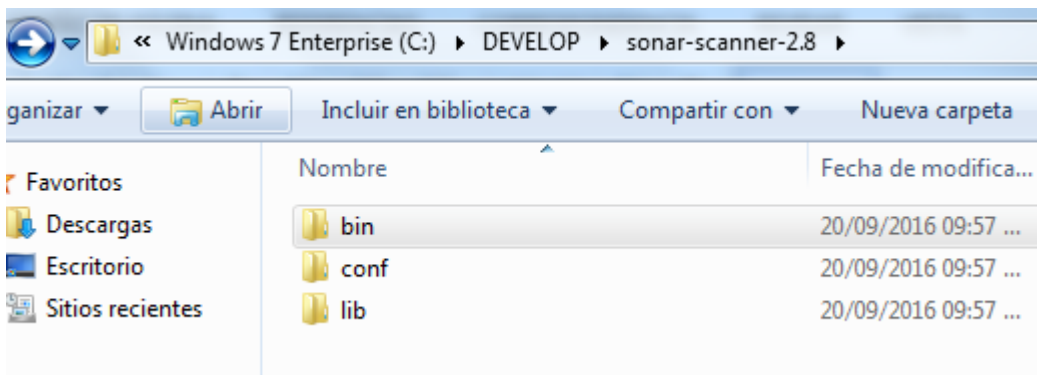 « Windows 7 Enterprise (C:) ▸ DEVELOP ▸ sonar-scanner-2.8 ▸
ganizar ▾ Abrir Incluir en biblioteca ▾ Compartir con ▾ Nueva carpeta
Favoritos
Descargas
Escritorio
Sitios recientes
Nombre Fecha de modifica...
bin 20/09/2016 09:57 ...
conf 20/09/2016 09:57 ...
lib 20/09/2016 09:57 ...